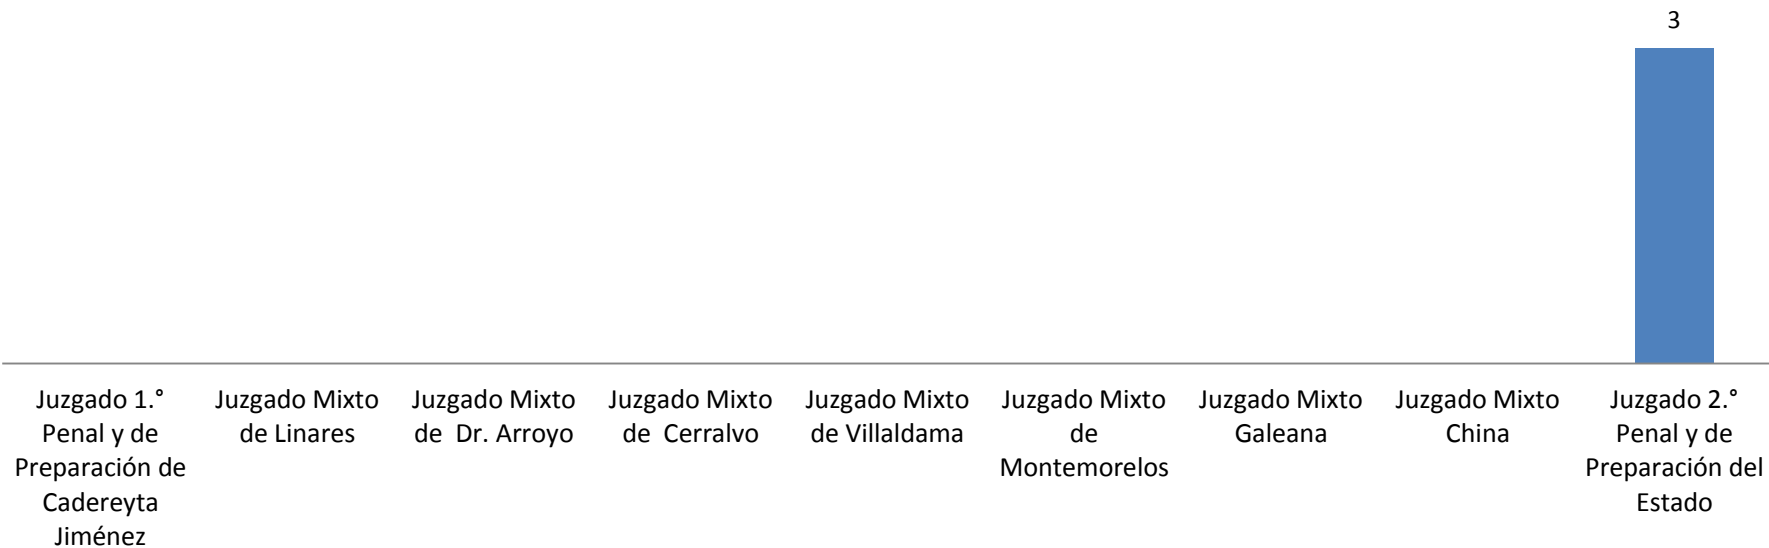 3
Juzgado 1.°
Penal y de
Preparación de
Cadereyta
Jiménez
Juzgado Mixto
de Linares
Juzgado Mixto
de  Dr. Arroyo
Juzgado Mixto
de  Cerralvo
Juzgado Mixto
de Villaldama
Juzgado Mixto
de
Montemorelos
Juzgado Mixto
Galeana
Juzgado Mixto
China
Juzgado 2.°
Penal y de
Preparación del
Estado